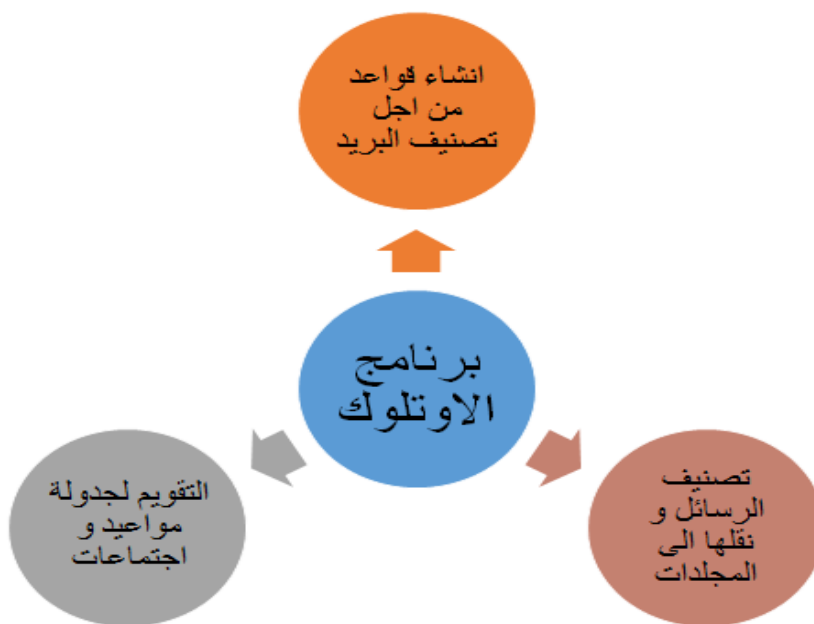 انشاء قواعد
من اجل
تصنيف البريد
برنامج
الاوتلوك
تصنيف
الرسائل و
نقلها الى
المجلدات
التقويم لجدولة
مواعيد و
اجتماعات